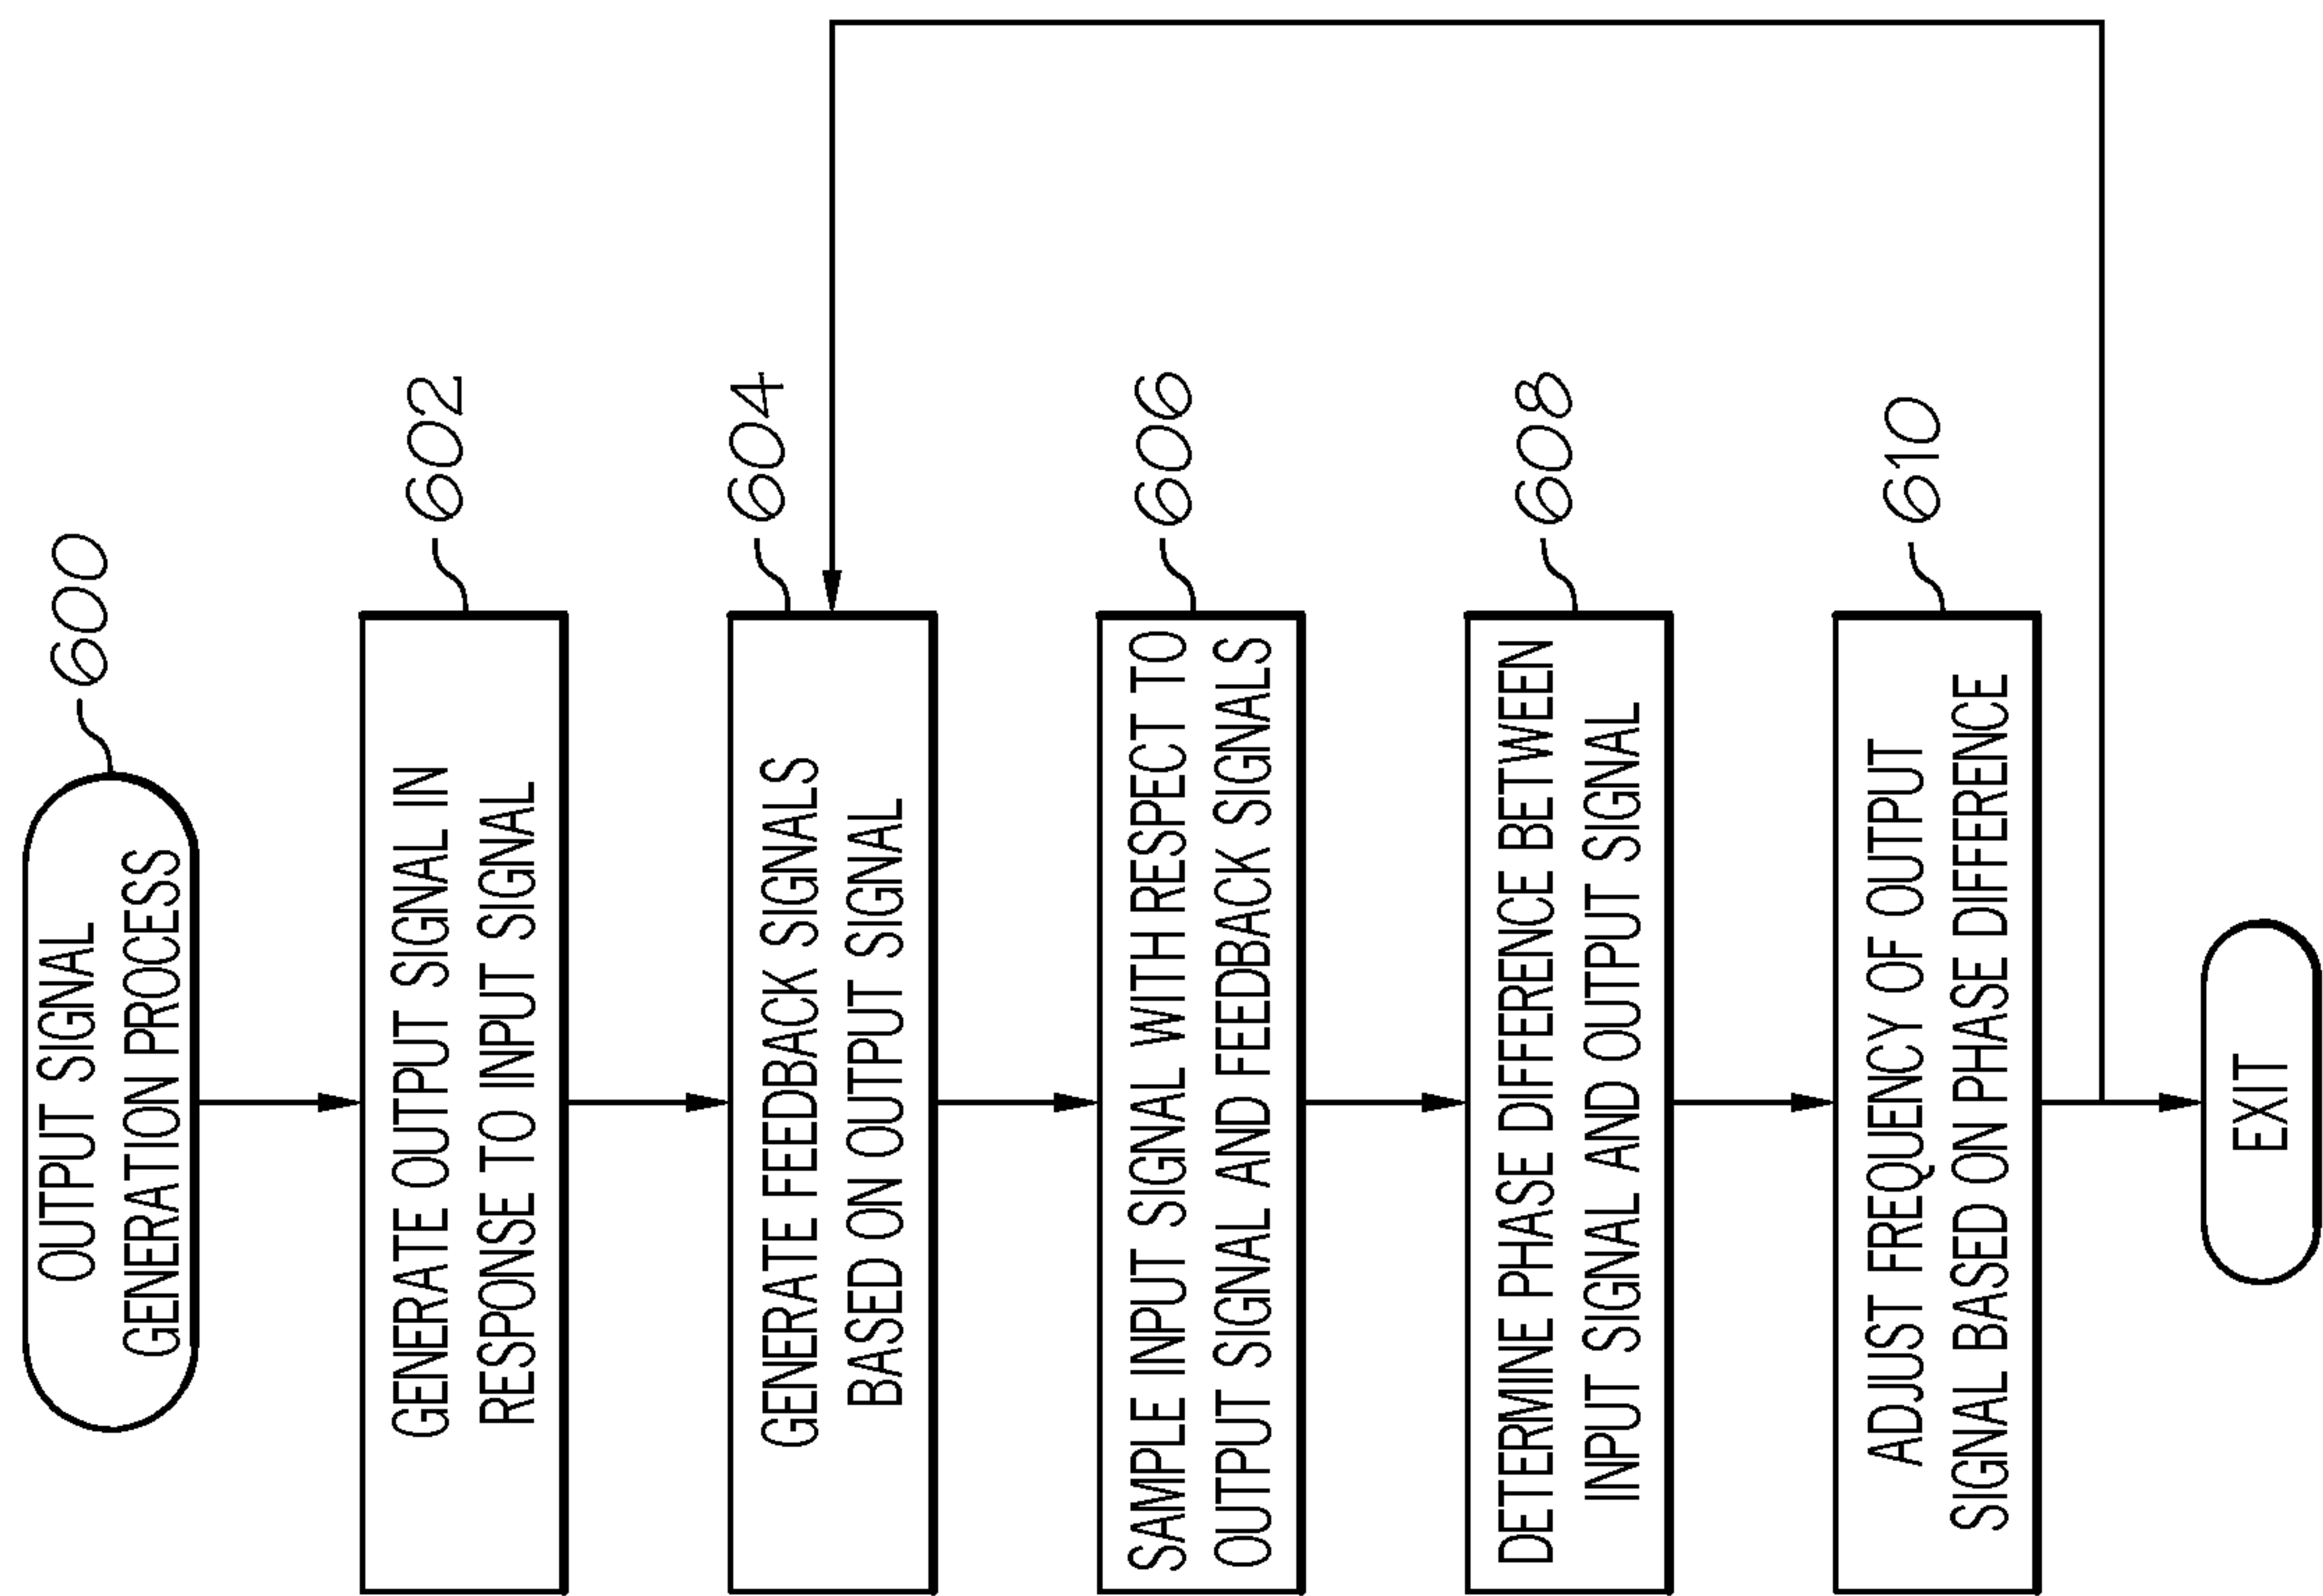 OUTPUT SIGNAL
GENERATION PROCESS
600
GENERATE OUTPUT SIGNAL IN
RESPONSE TO INPUT SIGNAL
602
GENERATE FEEDBACK SIGNALS
BASED ON OUTPUT SIGNAL
604
SAMPLE INPUT SIGNAL WITH RESPECT TO
OUTPUT SIGNAL AND FEEDBACK SIGNALS
606
DETERMINE PHASE DIFFERENCE BETWEEN
INPUT SIGNAL AND OUTPUT SIGNAL
608
ADJUST FREQUENCY OF OUTPUT
SIGNAL BASED ON PHASE DIFFERENCE
610
EXIT